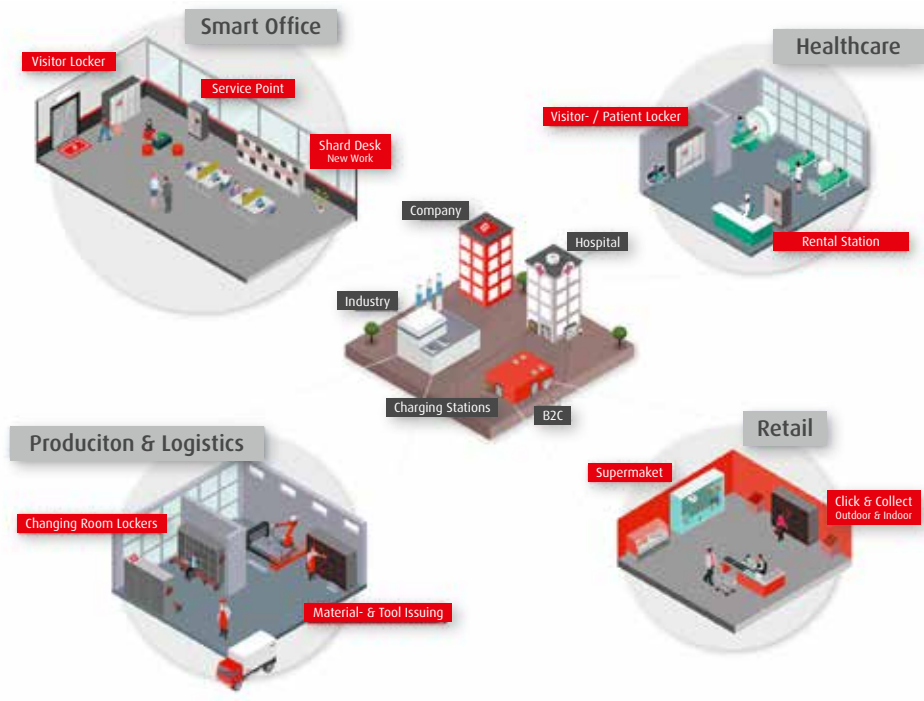 Smart Office
Visitor Locker
Service Point
Shard Desk
New Work
Healthcare
Visitor- / Patient Locker
Rental Station
Company
Hospital
Industry
Charging Stations
B2C
Produciton & Logistics
Changing Room Lockers
Material- & Tool Issuing
Retail
Supermaket
Click & Collect
Outdoor & Indoor